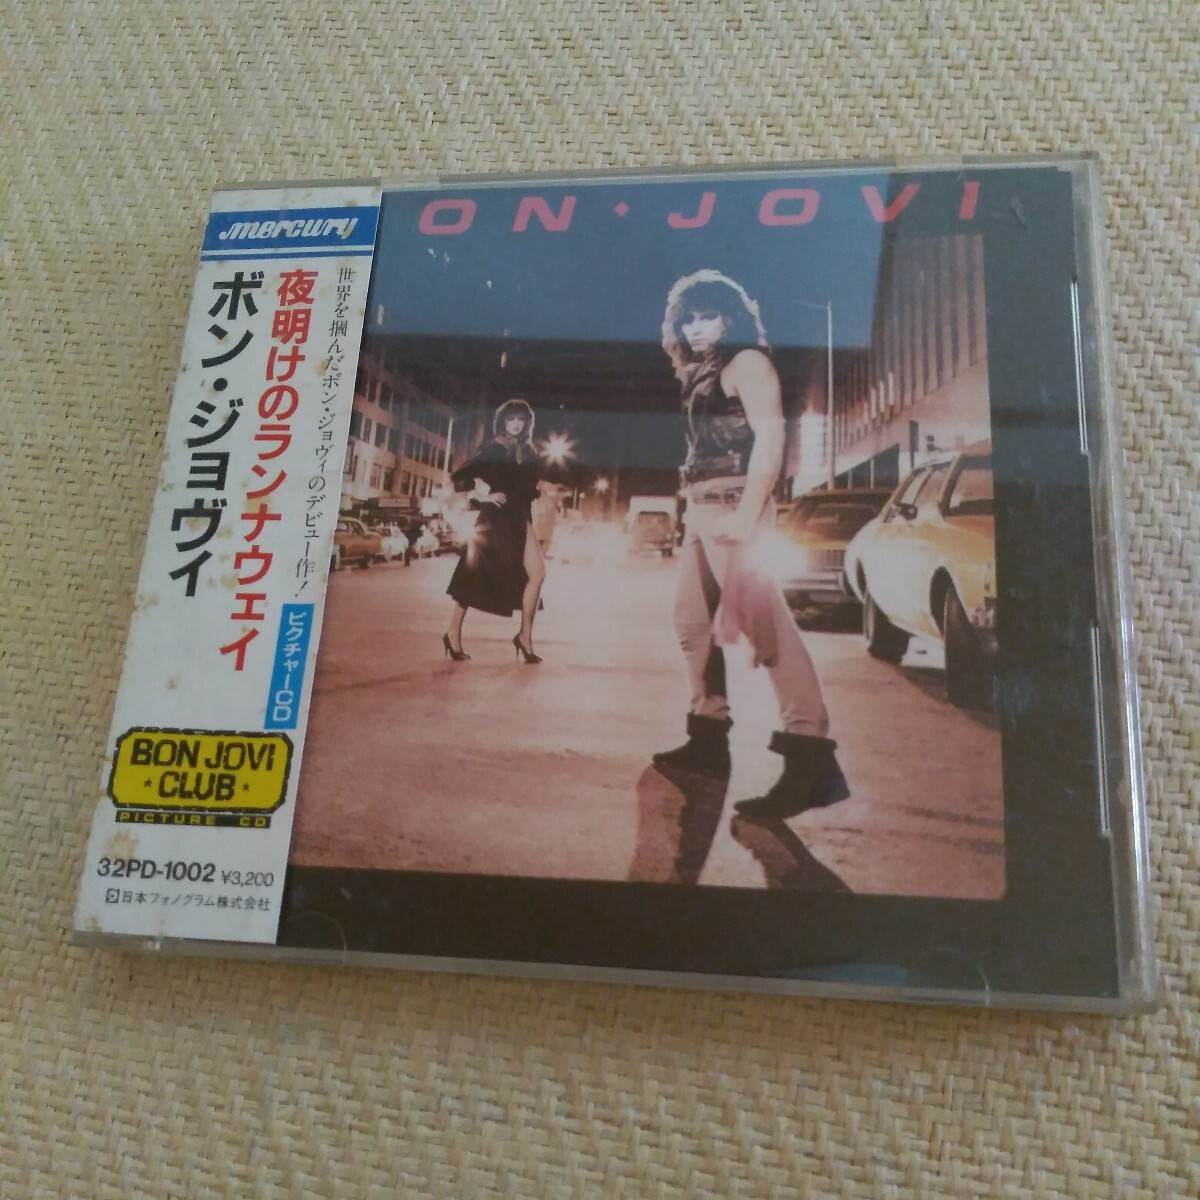 mercury
夜明けのランナウェイ
ボン・ジョヴィ
世界を掴んだボン・ジョヴィのデビュー作!
ピクチャーCD
BON JOVI
CLUB
PICTURE CD
32PD-1002 ¥3,200
日本フォノグラム株式会社
ON・JOVI